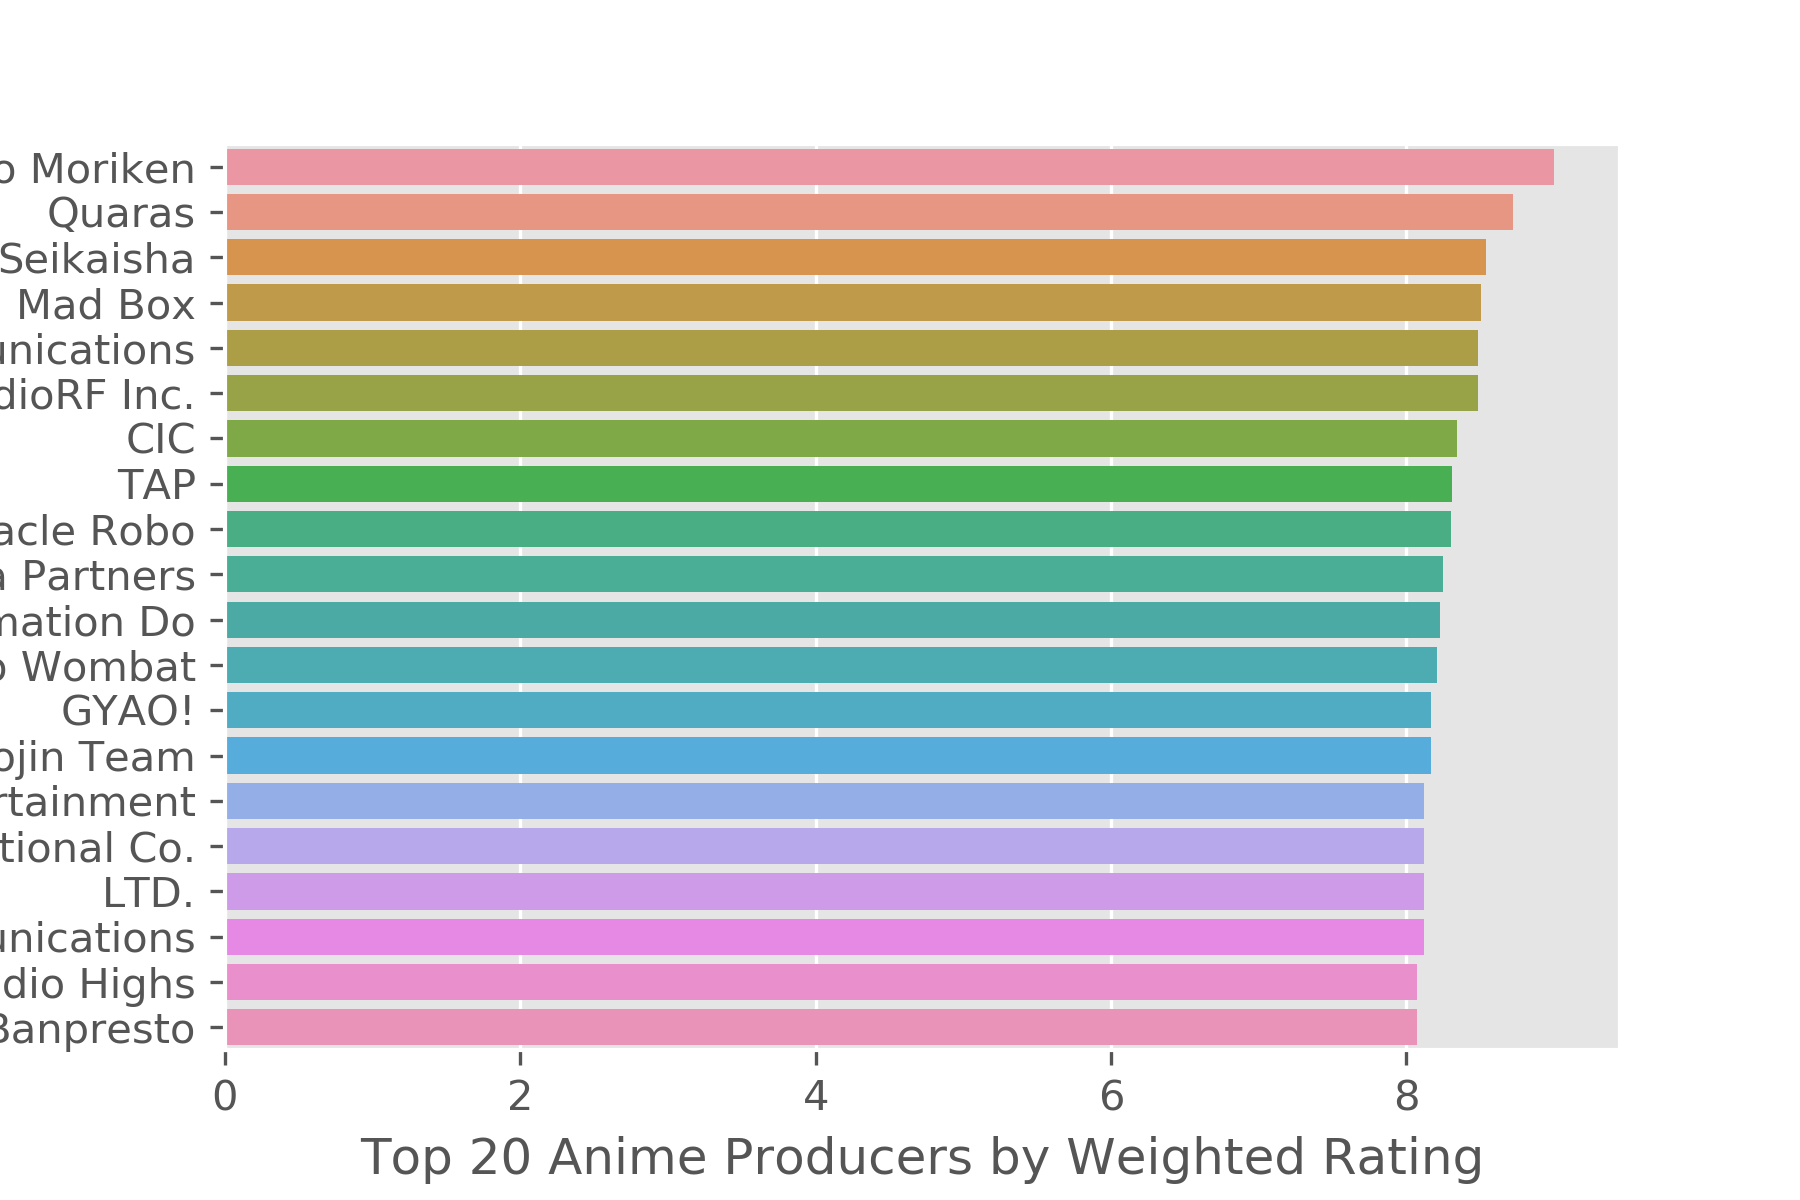 o Moriken
Quaras
Seikaisha
Mad Box
unications
dioRF Inc.
CIC
TAP
acle Robo
a Partners
mation Do
o Wombat
GYAO!
ojin Team
rtainment
tional Co.
LTD.
unications
dio Highs
Banpresto
0 2 4 6 8
Top 20 Anime Producers by Weighted Rating